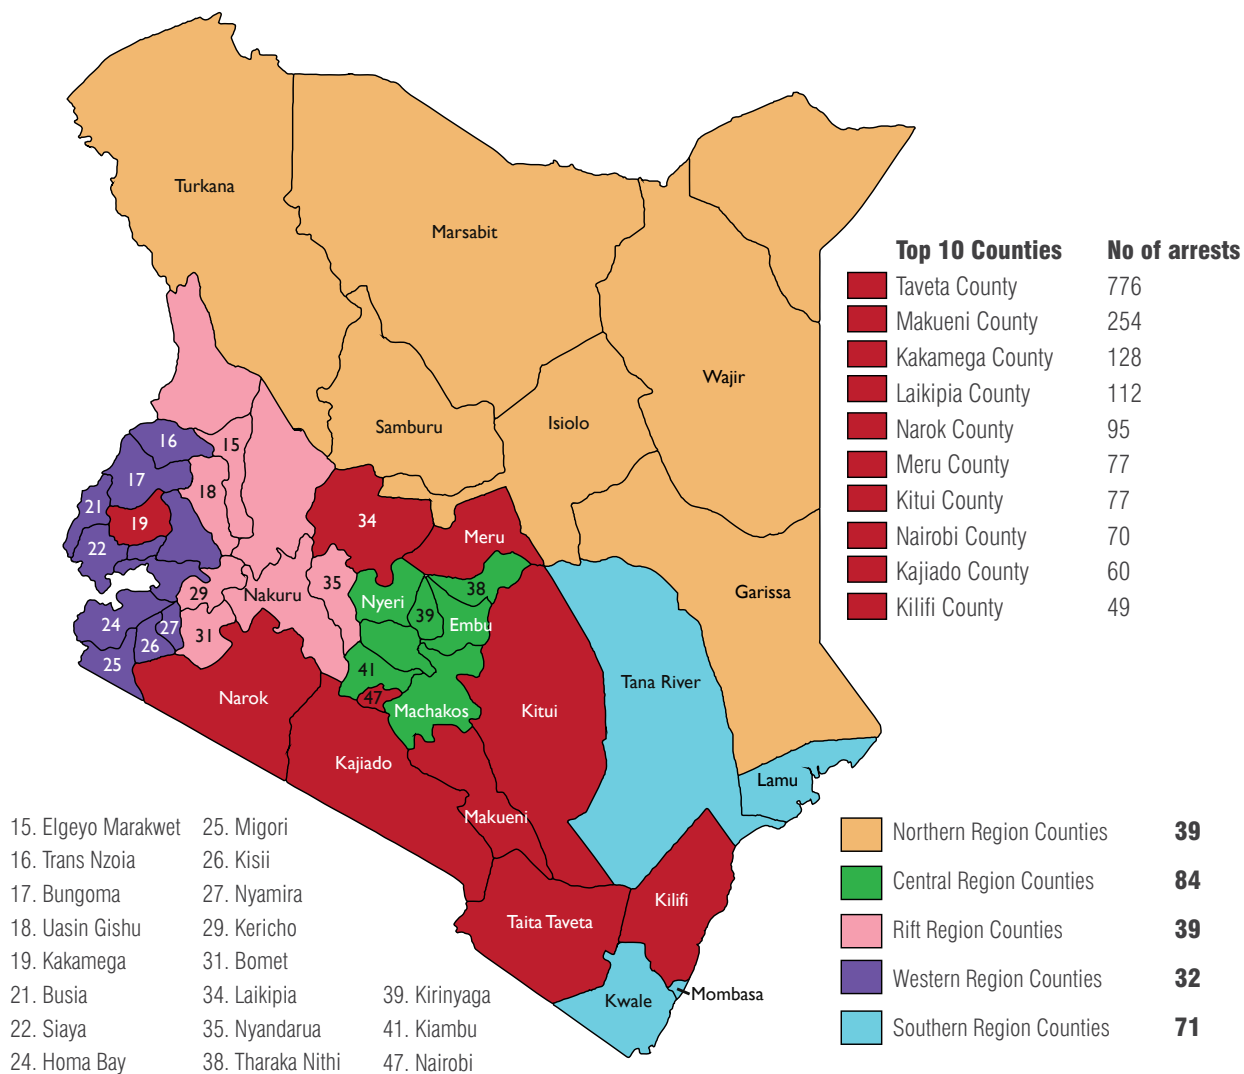 Turkana
Marsabit
Wajir
Samburu
Isiolo
Garissa
16
15
17
18
21
19
22
34
Meru
29
Nakuru
35
Nyeri
39
38
Embu
24
27
26
31
25
41
47
Machakos
Narok
Kajiado
Kitui
Tana River
Makueni
Lamu
Taita Taveta
Kilifi
Kwale
Mombasa
Top 10 Counties No of arrests
Taveta County 776
Makueni County 254
Kakamega County 128
Laikipia County 112
Narok County 95
Meru County 77
Kitui County 77
Nairobi County 70
Kajiado County 60
Kilifi County 49
Northern Region Counties 39
Central Region Counties 84
Rift Region Counties 39
Western Region Counties 32
Southern Region Counties 71
15. Elgeyo Marakwet
16. Trans Nzoia
17. Bungoma
18. Uasin Gishu
19. Kakamega
21. Busia
22. Siaya
24. Homa Bay
25. Migori
26. Kisii
27. Nyamira
29. Kericho
31. Bomet
34. Laikipia
35. Nyandarua
38. Tharaka Nithi
39. Kirinyaga
41. Kiambu
47. Nairobi